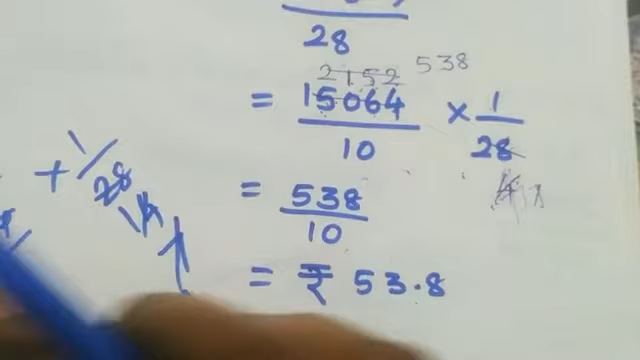 28
2152 538
= 15064/10 × 1/28
= 538/10
= ₹ 53.8
+ 1/28